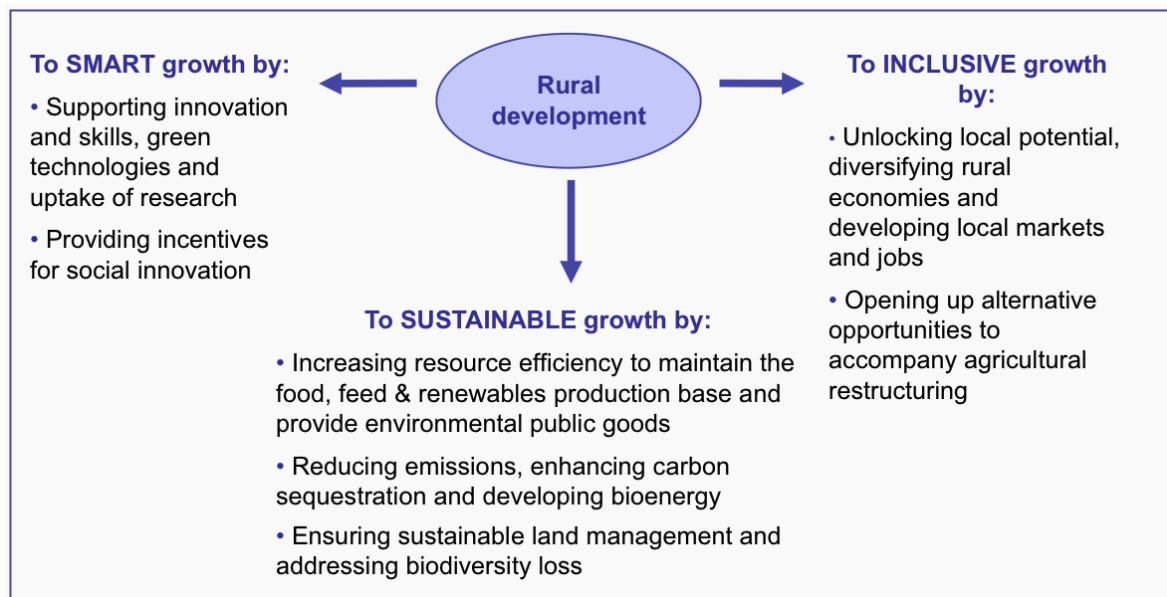 Rural
development
To SMART growth by:
• Supporting innovation
and skills, green
technologies and
uptake of research
• Providing incentives
for social innovation
To SUSTAINABLE growth by:
• Increasing resource efficiency to maintain the
food, feed & renewables production base and
provide environmental public goods
• Reducing emissions, enhancing carbon
sequestration and developing bioenergy
• Ensuring sustainable land management and
addressing biodiversity loss
To INCLUSIVE growth
by:
• Unlocking local potential,
diversifying rural
economies and
developing local markets
and jobs
• Opening up alternative
opportunities to
accompany agricultural
restructuring